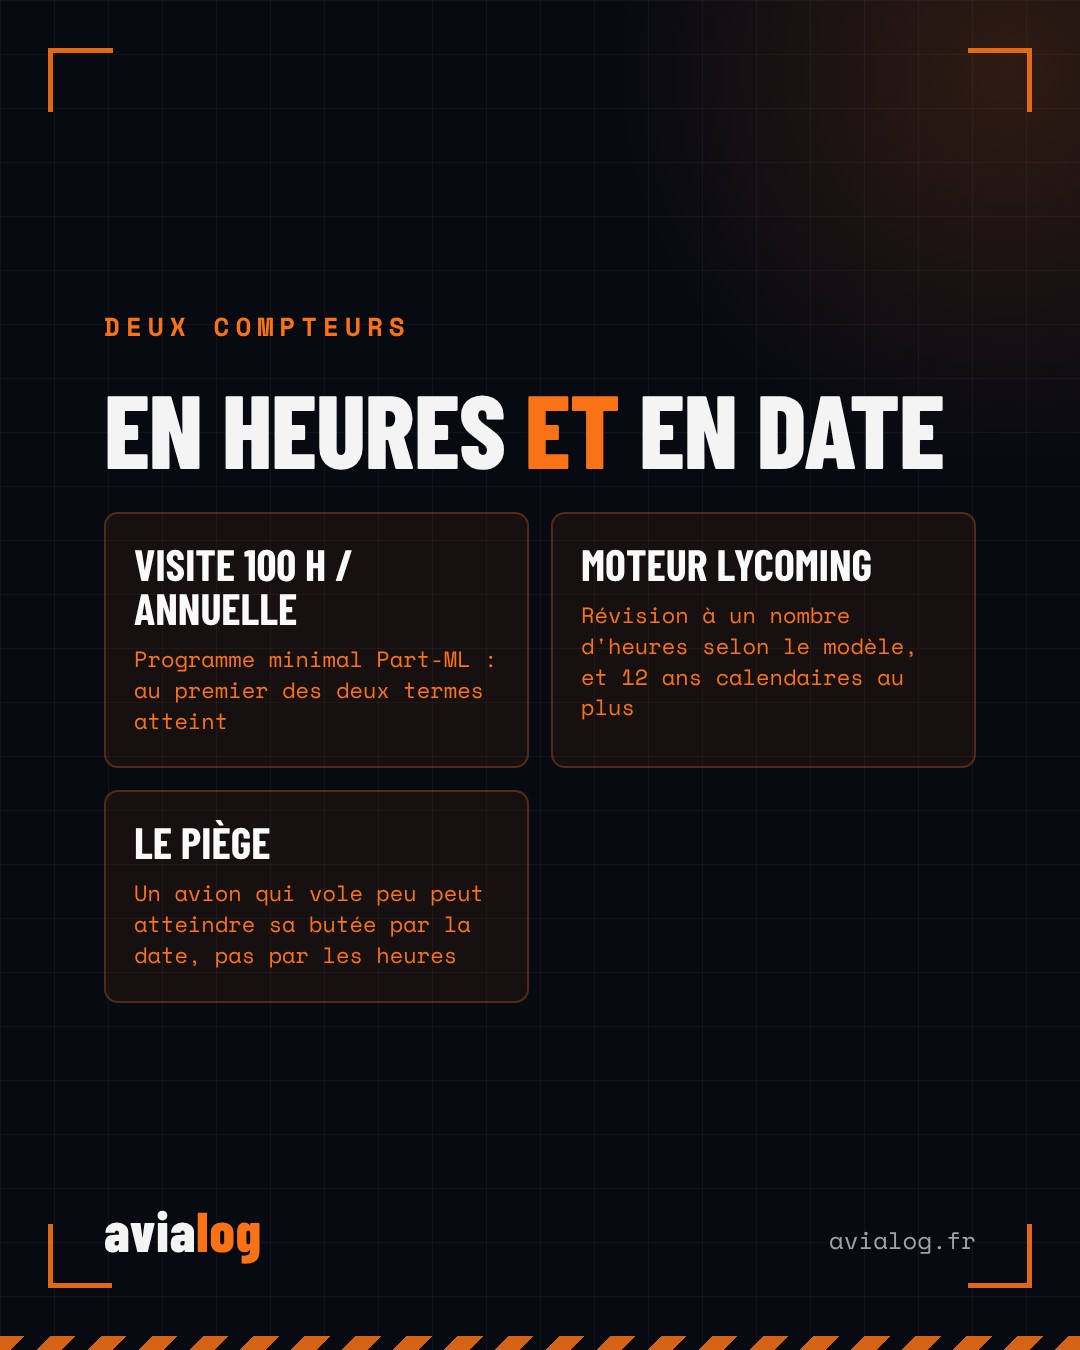 DEUX COMPTEURS
EN HEURES ET EN DATE
VISITE 100 H /
ANNUELLE
Programme minimal Part-ML :
au premier des deux termes
atteint
MOTEUR LYCOMING
Révision à un nombre
d'heures selon le modèle,
et 12 ans calendaires au
plus
LE PIÈGE
Un avion qui vole peu peut
atteindre sa butée par la
date, pas par les heures
avialog
avialog.fr